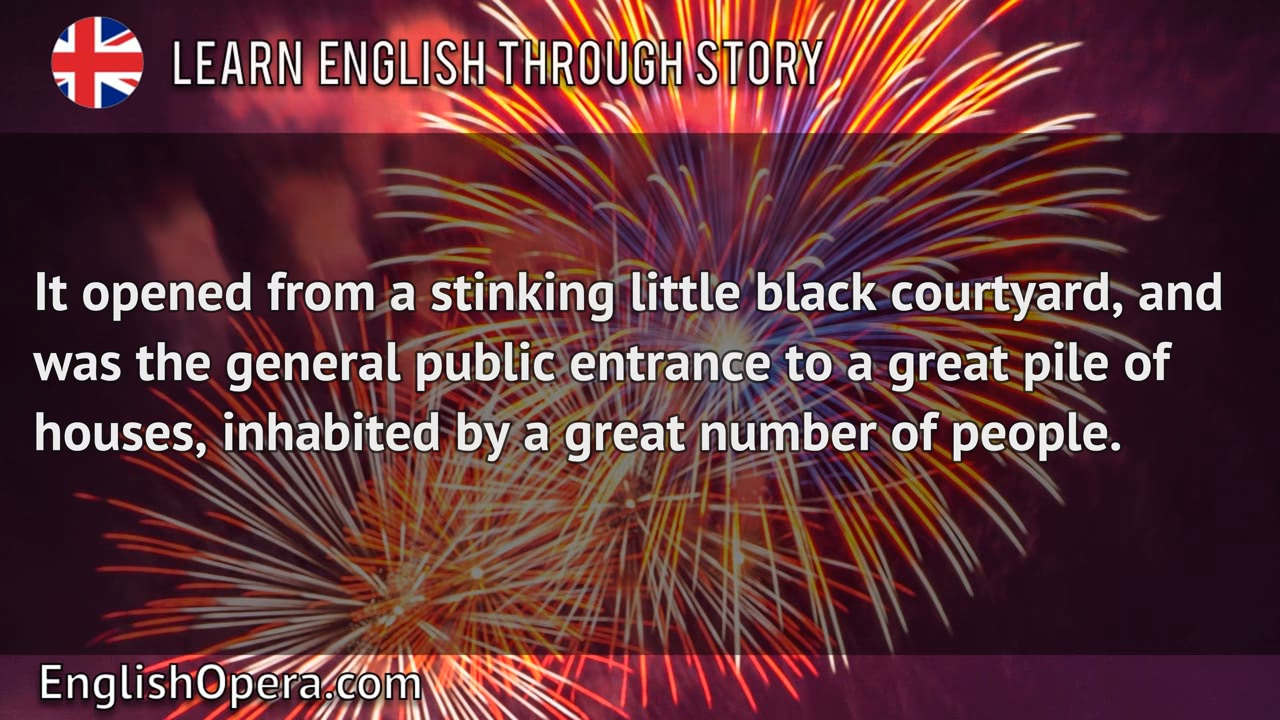 LEARN ENGLISH THROUGH STORY
It opened from a stinking little black courtyard, and
was the general public entrance to a great pile of
houses, inhabited by a great number of people.
EnglishOpera.com